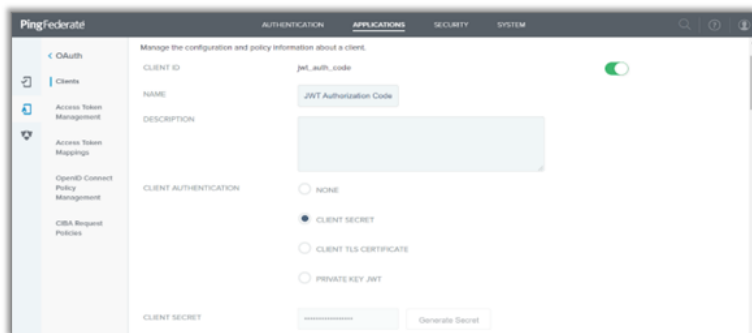 PingFederate
AUTHENTICATION APPLICATIONS SECURITY SYSTEM
< OAuth
Clients
Access Token
Management
Access Token
Mappings
OpenID Connect
Policy
Management
CIBA Request
Policies
Manage the configuration and policy information about a client.
CLIENT ID jwt_auth_code
NAME JWT Authorization Code
DESCRIPTION
CLIENT AUTHENTICATION NONE
CLIENT SECRET
CLIENT TLS CERTIFICATE
PRIVATE KEY JWT
CLIENT SECRET Generate Secret